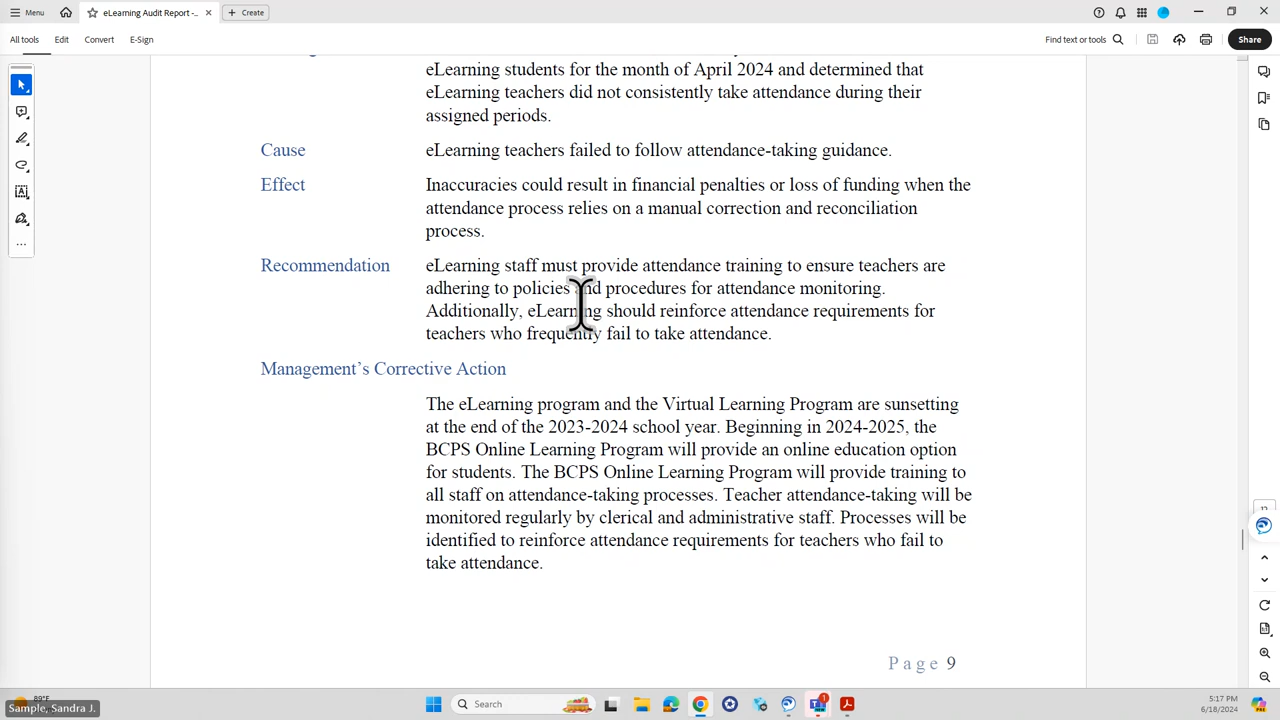 Menu
eLearning Audit Report -...
Create
All tools
Edit
Convert
E-Sign
Find text or tools
Share
eLearning students for the month of April 2024 and determined that
eLearning teachers did not consistently take attendance during their
assigned periods.
Cause
eLearning teachers failed to follow attendance-taking guidance.
Effect
Inaccuracies could result in financial penalties or loss of funding when the
attendance process relies on a manual correction and reconciliation
process.
Recommendation
eLearning staff must provide attendance training to ensure teachers are
adhering to policies and procedures for attendance monitoring.
Additionally, eLearning should reinforce attendance requirements for
teachers who frequently fail to take attendance.
Management’s Corrective Action
The eLearning program and the Virtual Learning Program are sunsetting
at the end of the 2023-2024 school year. Beginning in 2024-2025, the
BCPS Online Learning Program will provide an online education option
for students. The BCPS Online Learning Program will provide training to
all staff on attendance-taking processes. Teacher attendance-taking will be
monitored regularly by clerical and administrative staff. Processes will be
identified to reinforce attendance requirements for teachers who fail to
take attendance.
Page 9
89°F
Sample, Sandra J.
Search
1
5:17 PM
6/18/2024